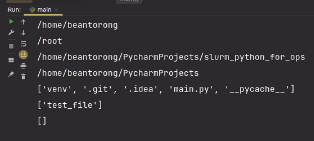 Run: main
/home/beantorong
/root
/home/beantorong/PycharmProjects/slurm_python_for_ops
/home/beantorong/PycharmProjects
['venv', '.git', '.idea', 'main.py', '__pycache__']
['test_file']
[]